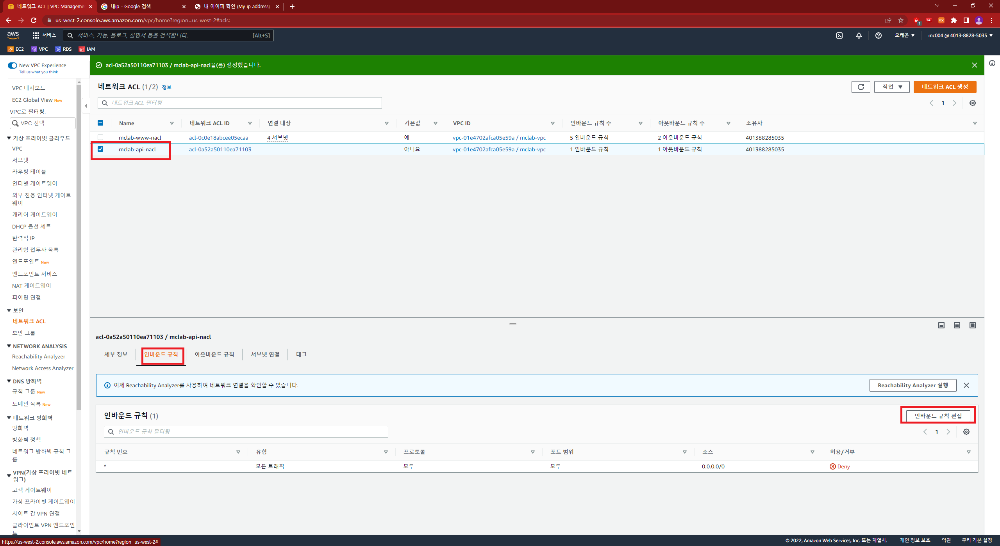 네트워크 ACL | VPC Manageme
내ip - Google 검색
내 아이피 확인 (My ip address)
us-west-2.console.aws.amazon.com/vpc/home?region=us-west-2#acls:
1
aws
서비스
서비스, 기능, 블로그, 설명서 등을 검색합니다.
[Alt+S]
오레곤
mc004 @ 4013-8828-5035
EC2
VPC
RDS
IAM
New VPC Experience
Tell us what you think
VPC 대시보드
EC2 Global View New
VPC로 필터링:
VPC 선택
가상 프라이빗 클라우드
VPC
서브넷
라우팅 테이블
인터넷 게이트웨이
외부 전용 인터넷 게이트
웨이
캐리어 게이트웨이
DHCP 옵션 세트
탄력적 IP
관리형 접두사 목록
엔드포인트 New
엔드포인트 서비스
NAT 게이트웨이
피어링 연결
보안
네트워크 ACL
보안 그룹
NETWORK ANALYSIS
Reachability Analyzer
Network Access Analyzer
DNS 방화벽
규칙 그룹 New
도메인 목록 New
네트워크 방화벽
방화벽
방화벽 정책
네트워크 방화벽 규칙 그
룹
VPN(가상 프라이빗 네트
워크)
고객 게이트웨이
가상 프라이빗 게이트웨이
사이트 간 VPN 연결
클라이언트 VPN 엔드포인
트
acl-0a52a50110ea71103 / mclab-api-nacl을(를) 생성했습니다.
네트워크 ACL (1/2) 정보
작업
네트워크 ACL 생성
네트워크 ACL 필터링
1
Name 네트워크 ACL ID 연결 대상 기본값 VPC ID 인바운드 규칙 수 아웃바운드 규칙 수 소유자
mclab-www-nacl acl-0c0e18abcee05ecaa 4 서브넷 예 vpc-01e4702afca05e59a / mclab-vpc 5 인바운드 규칙 2 아웃바운드 규칙 401388285035
mclab-api-nacl acl-0a52a50110ea71103 – 아니요 vpc-01e4702afca05e59a / mclab-vpc 1 인바운드 규칙 1 아웃바운드 규칙 401388285035
acl-0a52a50110ea71103 / mclab-api-nacl
세부 정보 인바운드 규칙 아웃바운드 규칙 서브넷 연결 태그
이제 Reachability Analyzer를 사용하여 네트워크 연결을 확인할 수 있습니다.
Reachability Analyzer 실행
인바운드 규칙 (1)
인바운드 규칙 편집
인바운드 규칙 필터링
1
규칙 번호 유형 프로토콜 포트 범위 소스 허용/거부
* 모든 트래픽 모두 모두 0.0.0.0/0 Deny
https://us-west-2.console.aws.amazon.com/vpc/home?region=us-west-2#
© 2022, Amazon Web Services, Inc. 또는 계열사. 개인 정보 보호 약관 쿠키 기본 설정